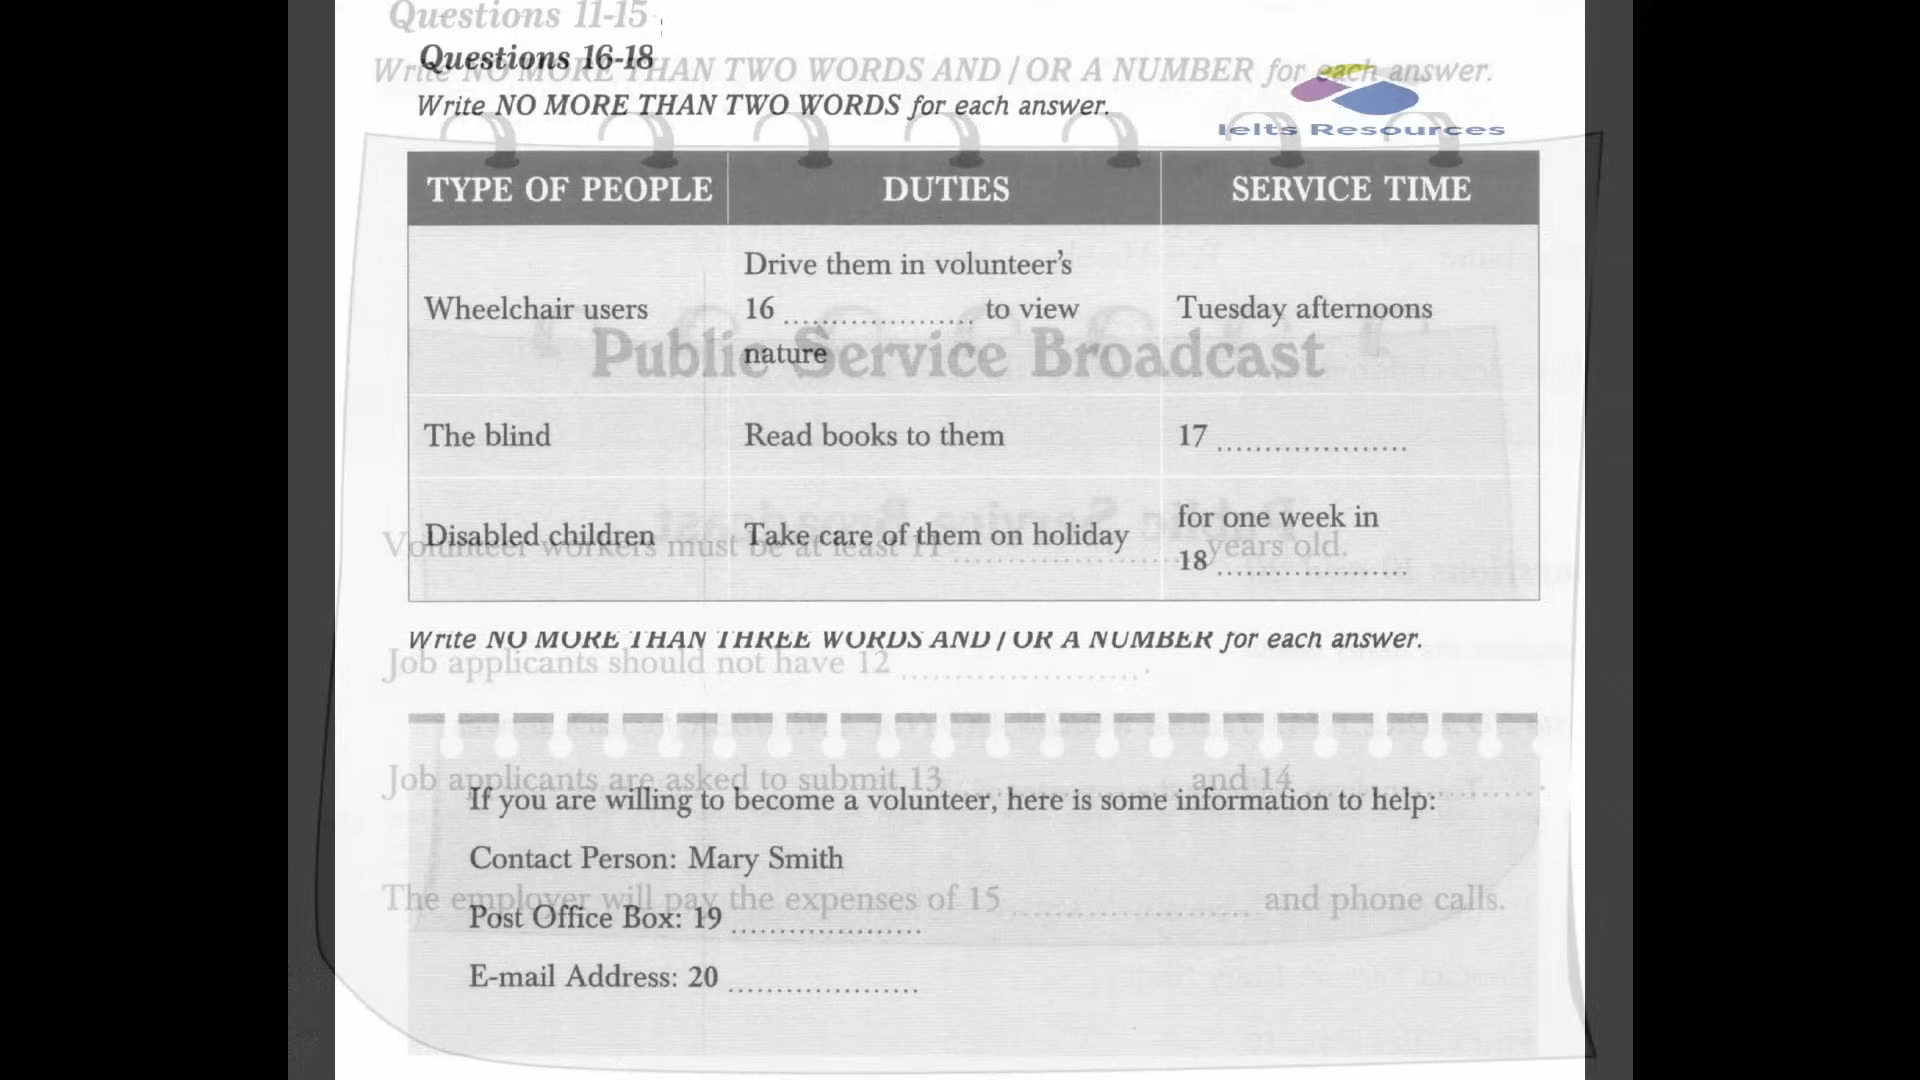 Questions 11-15
Write NO MORE THAN TWO WORDS AND / OR A NUMBER for each answer.
Questions 16-18
Write NO MORE THAN TWO WORDS for each answer.
Ielts Resources
TYPE OF PEOPLE DUTIES SERVICE TIME
Wheelchair users Drive them in volunteer's
16 .................... to view
nature Tuesday afternoons
Public Service Broadcast
The blind Read books to them 17 ....................
Disabled children Take care of them on holiday for one week in
18 ....................
Volunteer workers must be at least 11 .................... years old.
Write NO MORE THAN THREE WORDS AND / OR A NUMBER for each answer.
Job applicants should not have 12 .................... .
Job applicants are asked to submit 13 .................... and 14 .................... .
If you are willing to become a volunteer, here is some information to help:
Contact Person: Mary Smith
The employer will pay the expenses of 15 .................... and phone calls.
Post Office Box: 19 ....................
E-mail Address: 20 ....................